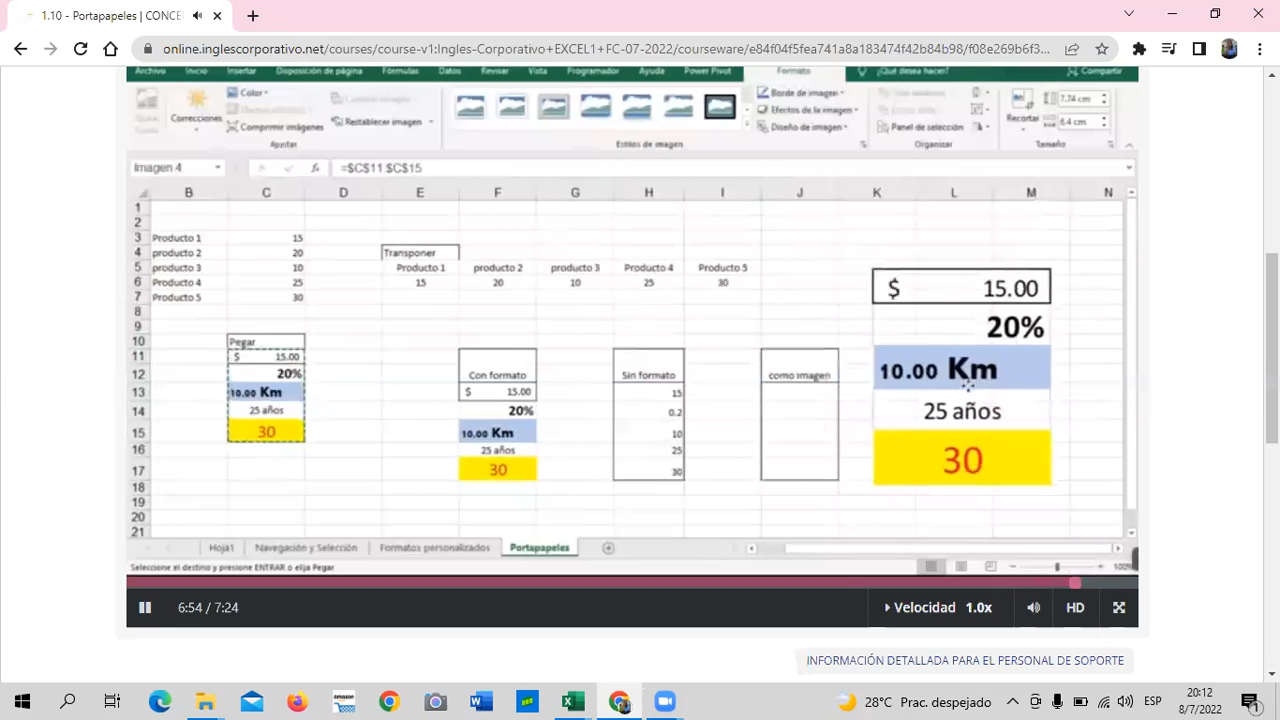 1.10 - Portapapeles | CONCE
online.inglescorporativo.net/courses/course-v1:Ingles-Corporativo+EXCEL1+FC-07-2022/courseware/e84f04f5fea741a8a183474f42b84b98/f08e269b6f3...
Archivo Inicio Insertar Disposición de página Fórmulas Datos Revisar Vista Programador Ayuda Power Pivot Formato ¿Qué desea hacer? Compartir
Color
Correcciones
Comprimir imágenes
Restablecer imagen
Borde de imagen
Efectos de la imagen
Diseño de imagen
Panel de selección
Recortar
7.74 cm
6.4 cm
Ajustar Estilos de imagen Organizar Tamaño
Imagen 4 fx =$C$11:$C$15
B C D E F G H I J K L M N
1
2
3 Producto 1 15
4 producto 2 20 Transponer
5 producto 3 10 Producto 1 producto 2 producto 3 Producto 4 Producto 5
6 Producto 4 25 15 20 10 25 30
7 Producto 5 30
8
9
10 Pegar
11 $ 15.00
12 20% Con formato Sin formato como imagen
13 10.00 Km $ 15.00 15
14 25 años 20% 0.2
15 30 10.00 Km 10
16 25 años 25
17 30 30
18
19
20
21
$ 15.00
20%
10.00 Km
25 años
30
Hoja1 Navegación y Selección Formatos personalizados Portapapeles
Seleccione el destino y presione ENTRAR o elija Pegar
100%
6:54 / 7:24 Velocidad 1.0x HD
INFORMACIÓN DETALLADA PARA EL PERSONAL DE SOPORTE
amazon
28°C Prac. despejado ESP 20:12
8/7/2022